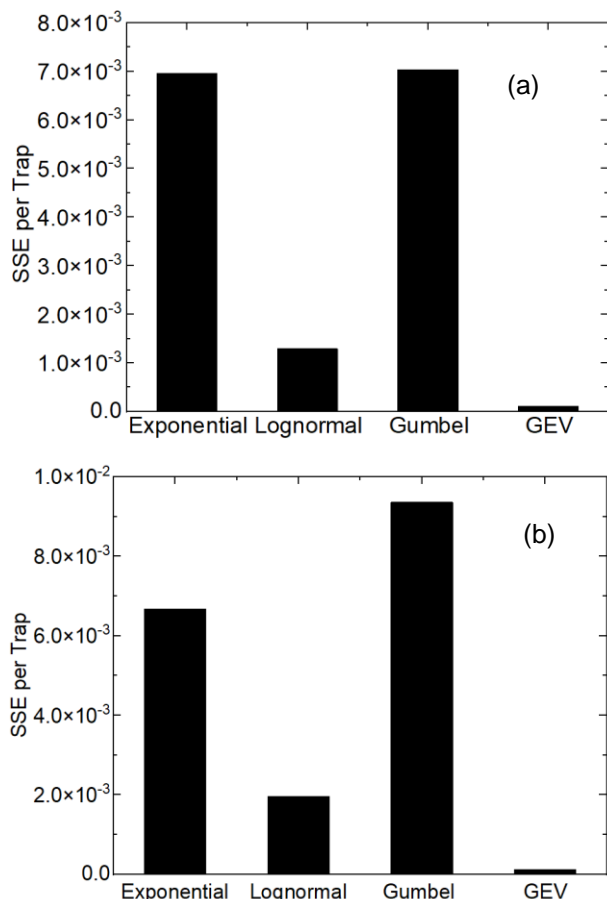 8.0×10⁻³
7.0×10⁻³
6.0×10⁻³
5.0×10⁻³
4.0×10⁻³
3.0×10⁻³
2.0×10⁻³
1.0×10⁻³
0.0
SSE per Trap
(a)
Exponential Lognormal Gumbel GEV
1.0×10⁻²
8.0×10⁻³
6.0×10⁻³
4.0×10⁻³
2.0×10⁻³
0.0
SSE per Trap
(b)
Exponential Lognormal Gumbel GEV